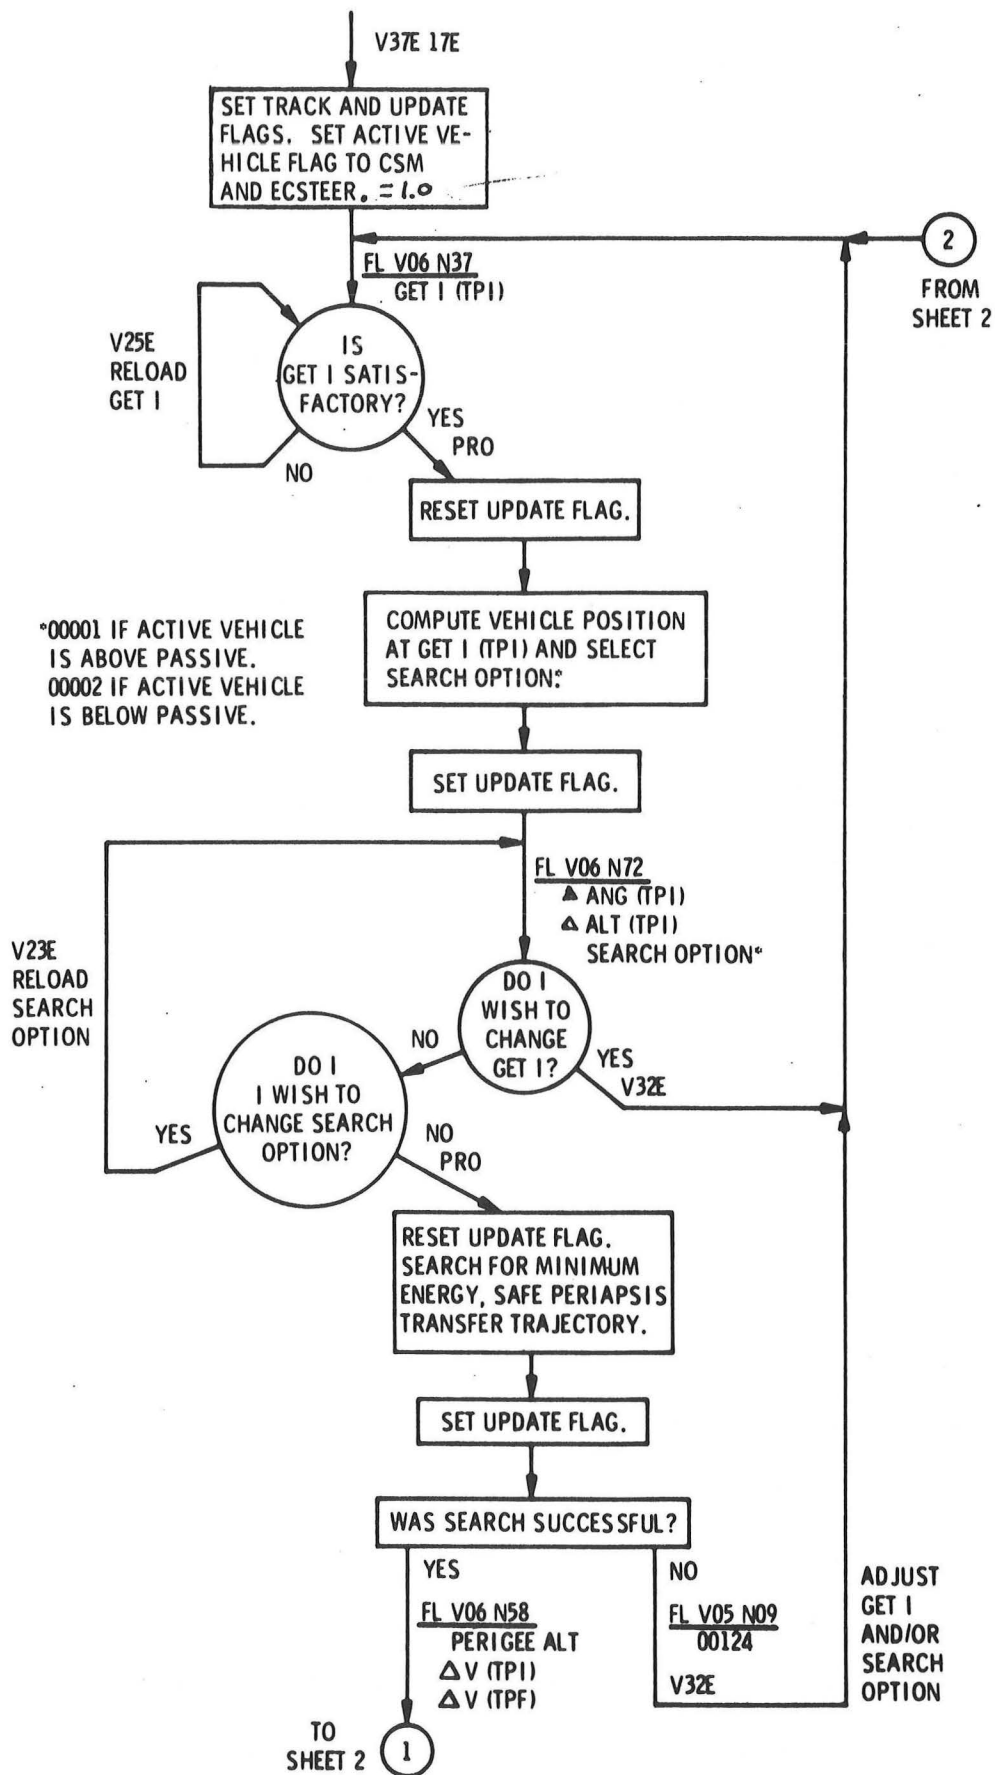 V37E 17E
SET TRACK AND UPDATE
FLAGS. SET ACTIVE VE-
HICLE FLAG TO CSM
AND ECSTEER. = 1.0
2
FROM
SHEET 2
FL V06 N37
GET I (TPI)
V25E
RELOAD
GET I
IS
GET I SATIS-
FACTORY?
YES
PRO
NO
RESET UPDATE FLAG.
*00001 IF ACTIVE VEHICLE
IS ABOVE PASSIVE.
00002 IF ACTIVE VEHICLE
IS BELOW PASSIVE.
COMPUTE VEHICLE POSITION
AT GET I (TPI) AND SELECT
SEARCH OPTION.*
SET UPDATE FLAG.
FL V06 N72
Δ ANG (TPI)
Δ ALT (TPI)
SEARCH OPTION*
V23E
RELOAD
SEARCH
OPTION
DO I
WISH TO
CHANGE
GET I?
NO
YES
V32E
DO I
I WISH TO
CHANGE SEARCH
OPTION?
YES
NO
PRO
RESET UPDATE FLAG.
SEARCH FOR MINIMUM
ENERGY, SAFE PERIAPSIS
TRANSFER TRAJECTORY.
SET UPDATE FLAG.
WAS SEARCH SUCCESSFUL?
YES
FL V06 N58
PERIGEE ALT
Δ V (TPI)
Δ V (TPF)
NO
FL V05 N09
00124
V32E
ADJUST
GET I
AND/OR
SEARCH
OPTION
TO
SHEET 2
1